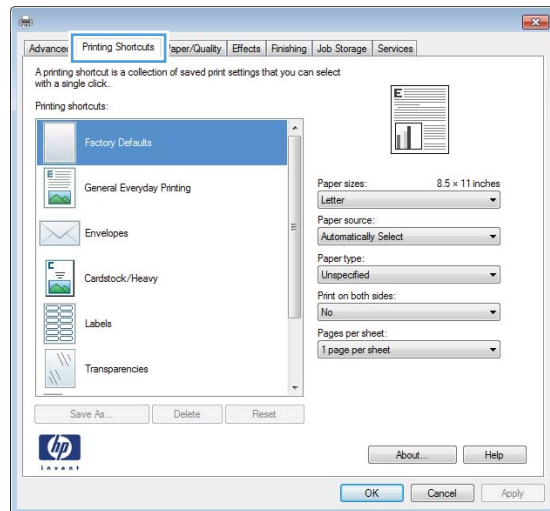 Advanced Printing Shortcuts Paper/Quality Effects Finishing Job Storage Services
A printing shortcut is a collection of saved print settings that you can select
with a single click.
Printing shortcuts:
E
Factory Defaults
E
General Everyday Printing
Paper sizes: 8.5 × 11 inches
Letter
Envelopes
Paper source:
Automatically Select
C
Cardstock/Heavy
Paper type:
Unspecified
Print on both sides:
No
Labels
Pages per sheet:
1 page per sheet
Transparencies
Save As... Delete Reset
hp
invent
About... Help
OK Cancel Apply